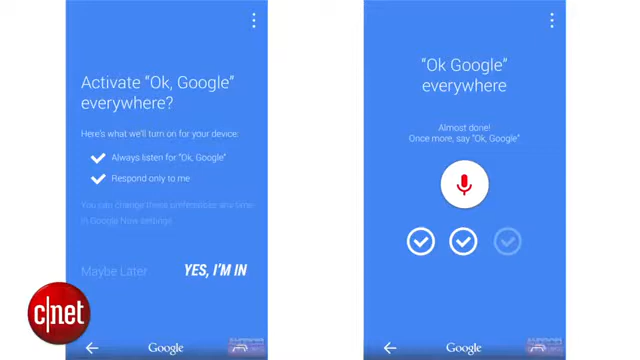 Activate “Ok, Google”
everywhere?
Here's what we'll turn on for your device:
Always listen for “Ok, Google”
Respond only to me
You can change these preferences any time
in Google Now settings.
Maybe Later
YES, I'M IN
Google
c|net
“Ok Google”
everywhere
Almost done!
Once more, say “Ok, Google”
Google